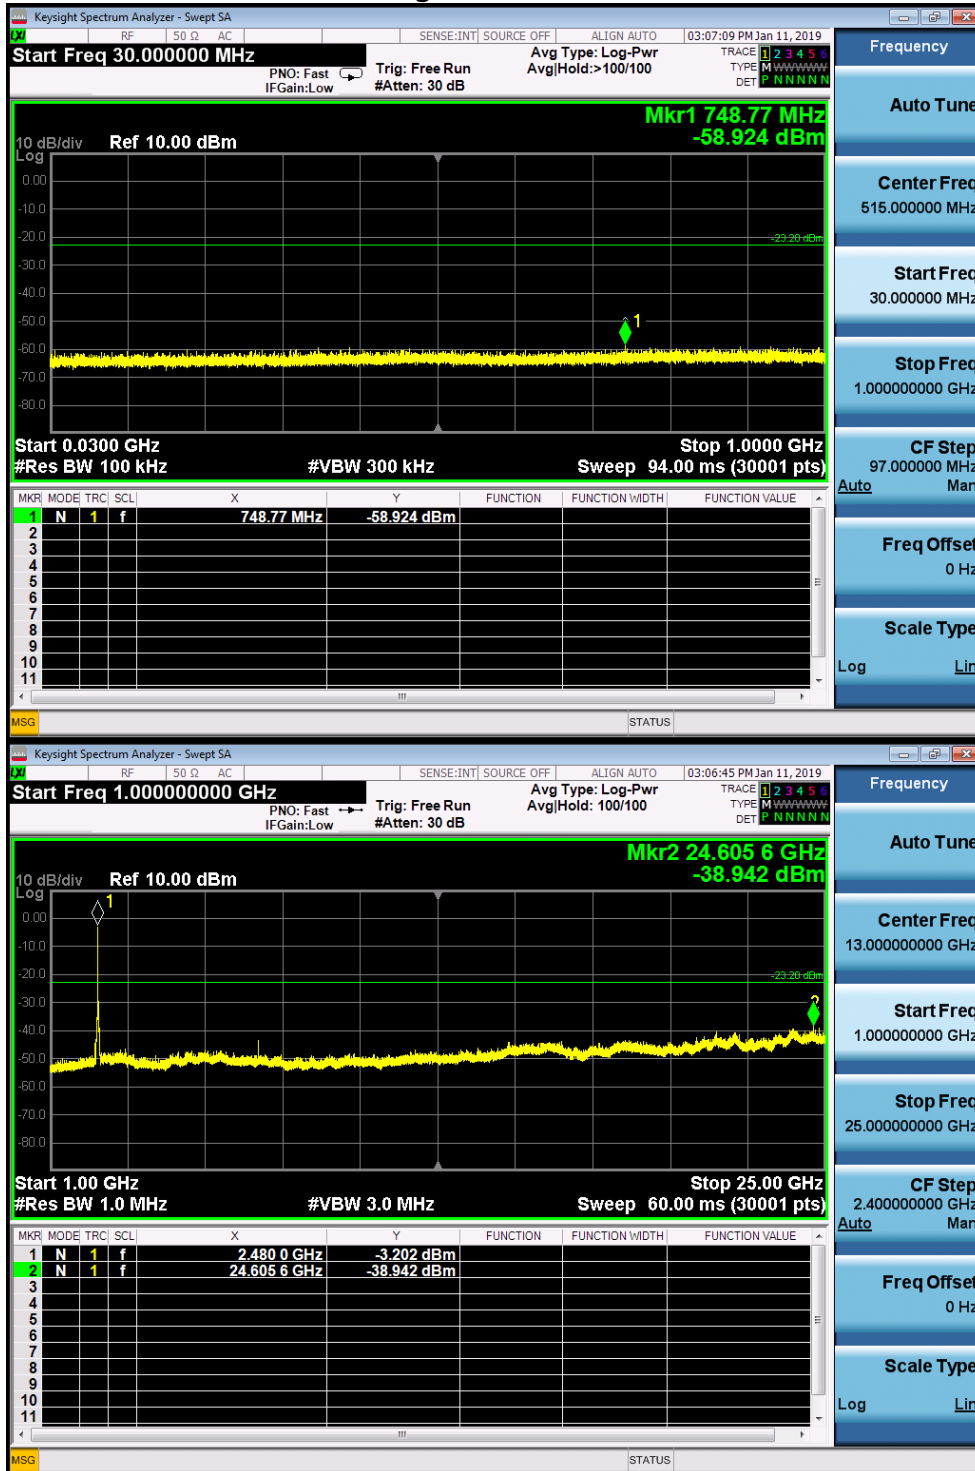 Keysight Spectrum Analyzer - Swept SA
LXI RF 50 Ω AC SENSE:INT SOURCE OFF ALIGN AUTO 03:07:09 PM Jan 11, 2019
Start Freq 30.000000 MHz
PNO: Fast
IFGain:Low
Trig: Free Run
#Atten: 30 dB
Avg Type: Log-Pwr
Avg|Hold:>100/100
TRACE 1 2 3 4 5 6
TYPE M WWWWW
DET P N N N N N
Mkr1 748.77 MHz
-58.924 dBm
10 dB/div Ref 10.00 dBm
Log
0.00
-10.0
-20.0
-23.20 dBm
-30.0
-40.0
-50.0
1
-60.0
-70.0
-80.0
Start 0.0300 GHz Stop 1.0000 GHz
#Res BW 100 kHz #VBW 300 kHz Sweep 94.00 ms (30001 pts)
MKR MODE TRC SCL X Y FUNCTION FUNCTION WIDTH FUNCTION VALUE
1 N 1 f 748.77 MHz -58.924 dBm
2
3
4
5
6
7
8
9
10
11
MSG STATUS
Frequency
Auto Tune
Center Freq
515.000000 MHz
Start Freq
30.000000 MHz
Stop Freq
1.000000000 GHz
CF Step
97.000000 MHz
Auto Man
Freq Offset
0 Hz
Scale Type
Log Lin
Keysight Spectrum Analyzer - Swept SA
LXI RF 50 Ω AC SENSE:INT SOURCE OFF ALIGN AUTO 03:06:45 PM Jan 11, 2019
Start Freq 1.000000000 GHz
PNO: Fast
IFGain:Low
Trig: Free Run
#Atten: 30 dB
Avg Type: Log-Pwr
Avg|Hold: 100/100
TRACE 1 2 3 4 5 6
TYPE M WWWWW
DET P N N N N N
Mkr2 24.605 6 GHz
-38.942 dBm
10 dB/div Ref 10.00 dBm
Log
1
0.00
-10.0
-20.0
-23.20 dBm
-30.0
2
-40.0
-50.0
-60.0
-70.0
-80.0
Start 1.00 GHz Stop 25.00 GHz
#Res BW 1.0 MHz #VBW 3.0 MHz Sweep 60.00 ms (30001 pts)
MKR MODE TRC SCL X Y FUNCTION FUNCTION WIDTH FUNCTION VALUE
1 N 1 f 2.480 0 GHz -3.202 dBm
2 N 1 f 24.605 6 GHz -38.942 dBm
3
4
5
6
7
8
9
10
11
MSG STATUS
Frequency
Auto Tune
Center Freq
13.000000000 GHz
Start Freq
1.000000000 GHz
Stop Freq
25.000000000 GHz
CF Step
2.400000000 GHz
Auto Man
Freq Offset
0 Hz
Scale Type
Log Lin